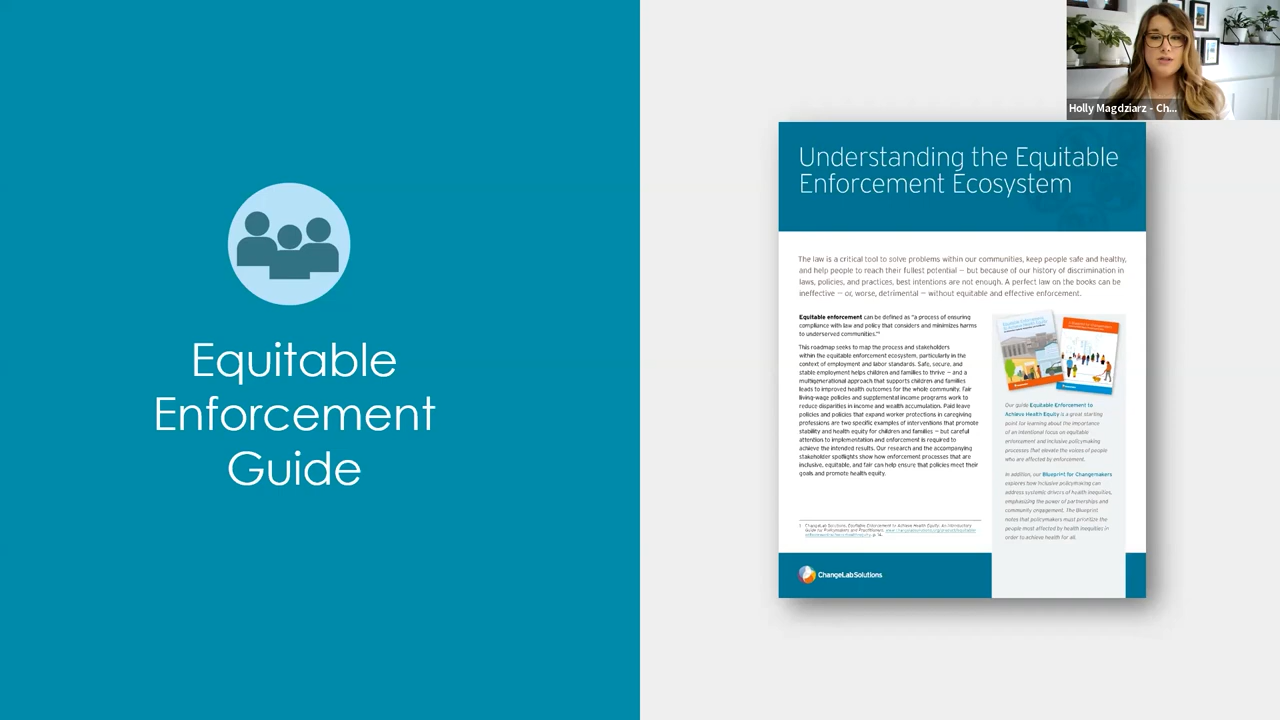 Equitable
Enforcement
Guide
Holly Magdziarz - Ch...
Understanding the Equitable
Enforcement Ecosystem
The law is a critical tool to solve problems within our communities, keep people safe and healthy,
and help people to reach their fullest potential — but because of our history of discrimination in
laws, policies, and practices, best intentions are not enough. A perfect law on the books can be
ineffective — or, worse, detrimental — without equitable and effective enforcement.
Equitable enforcement can be defined as "a process of ensuring
compliance with law and policy that considers and minimizes harms
to underserved communities."¹
This roadmap seeks to map the process and stakeholders
within the equitable enforcement ecosystem, particularly in the
context of employment and labor standards. Safe, secure, and
stable employment helps children and families to thrive — and a
multigenerational approach that supports children and families
leads to improved health outcomes for the whole community. Fair
living-wage policies and supplemental income programs work to
reduce disparities in income and wealth accumulation. Paid leave
policies and policies that expand worker protections in caregiving
professions are two specific examples of interventions that promote
stability and health equity for children and families — but careful
attention to implementation and enforcement is required to
achieve the intended results. Our research and the accompanying
stakeholder spotlights show how enforcement processes that are
inclusive, equitable, and fair can help ensure that policies meet their
goals and promote health equity.
Our guide Equitable Enforcement to
Achieve Health Equity is a great starting
point for learning about the importance
of an intentional focus on equitable
enforcement and inclusive policymaking
processes that elevate the voices of people
who are affected by enforcement.
In addition, our Blueprint for Changemakers
explores how inclusive policymaking can
address systemic drivers of health inequities,
emphasizing the power of partnerships and
community engagement. The Blueprint
notes that policymakers must prioritize the
people most affected by health inequities in
order to achieve health for all.
1 ChangeLab Solutions. Equitable Enforcement to Achieve Health Equity: An Introductory
Guide for Policymakers and Practitioners.
ChangeLabSolutions